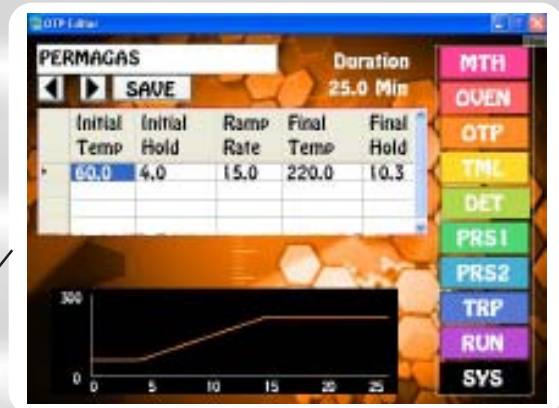 OTP Editor
PERMAGAS
Duration
25.0 Min
SAVE
Initial Temp Initial Hold Ramp Rate Final Temp Final Hold
60.0 4.0 15.0 220.0 10.3
300
0
0 5 10 15 20 25
MTH
OVEN
OTP
TML
DET
PRS1
PRS2
TRP
RUN
SYS